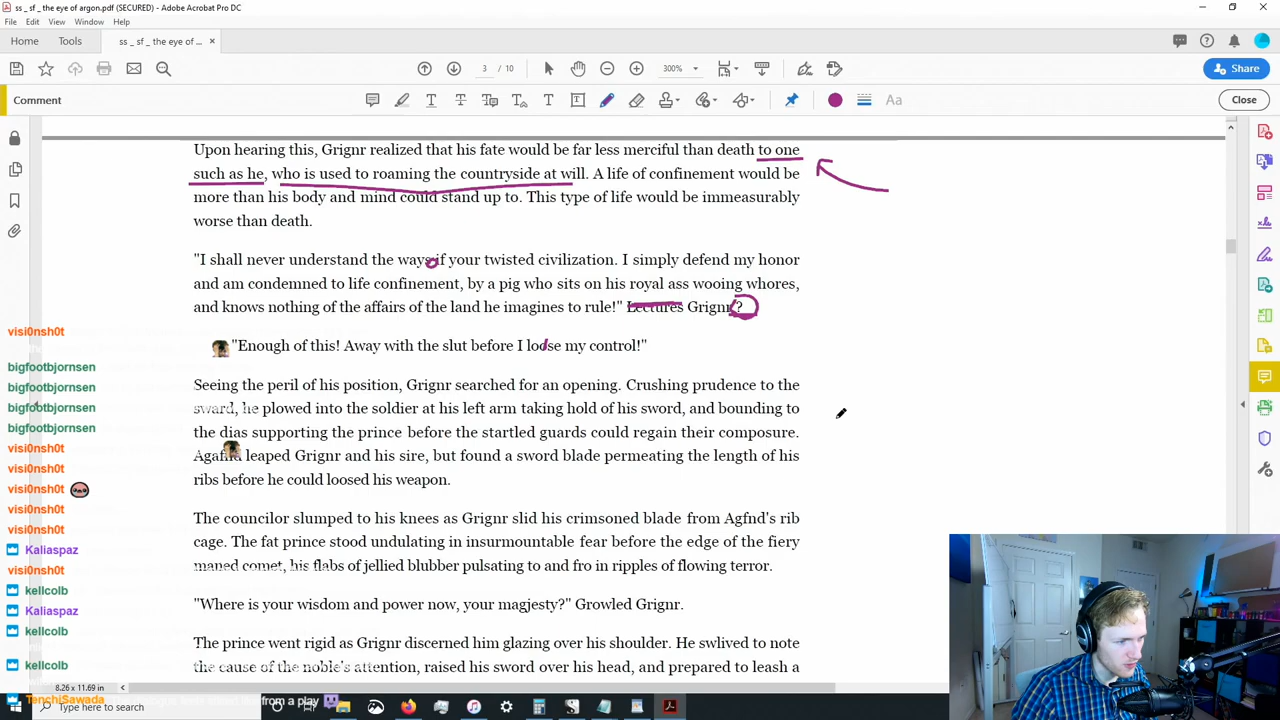 ss _ sf _ the eye of argon.pdf (SECURED) - Adobe Acrobat Pro DC
File Edit View Window Help
Home Tools ss _ sf _ the eye of ... ×
3 / 10 300% Share
Comment Aa Close
Upon hearing this, Grignr realized that his fate would be far less merciful than death to one
such as he, who is used to roaming the countryside at will. A life of confinement would be
more than his body and mind could stand up to. This type of life would be immeasurably
worse than death.
"I shall never understand the ways if your twisted civilization. I simply defend my honor
and am condemned to life confinement, by a pig who sits on his royal ass wooing whores,
and knows nothing of the affairs of the land he imagines to rule!" Lectures Grignr ?
"Enough of this! Away with the slut before I loose my control!"
Seeing the peril of his position, Grignr searched for an opening. Crushing prudence to the
sward, he plowed into the soldier at his left arm taking hold of his sword, and bounding to
the dias supporting the prince before the startled guards could regain their composure.
Agafnd leaped Grignr and his sire, but found a sword blade permeating the length of his
ribs before he could loosed his weapon.
The councilor slumped to his knees as Grignr slid his crimsoned blade from Agfnd's rib
cage. The fat prince stood undulating in insurmountable fear before the edge of the fiery
maned comet, his flabs of jellied blubber pulsating to and fro in ripples of flowing terror.
"Where is your wisdom and power now, your magjesty?" Growled Grignr.
The prince went rigid as Grignr discerned him glazing over his shoulder. He swlived to note
the cause of the noble's attention, raised his sword over his head, and prepared to leash a
visi0nsh0t
bigfootbjornsen
bigfootbjornsen
bigfootbjornsen
bigfootbjornsen
visi0nsh0t
visi0nsh0t
visi0nsh0t
visi0nsh0t
visi0nsh0t
Kaliaspaz
visi0nsh0t
kellcolb
Kaliaspaz
kellcolb
kellcolb
TenchiSawada from a play
8.26 x 11.69 in
Type here to search